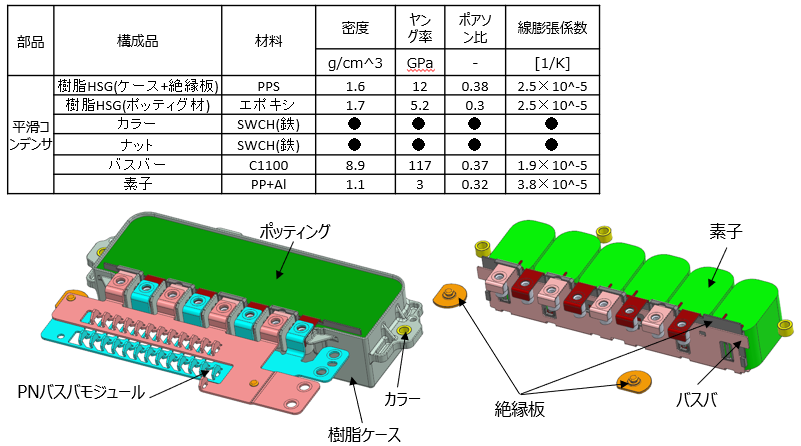 部品 構成品 材料 密度 ヤング率 ポアソン比 線膨張係数
g/cm^3 GPa - [1/K]
平滑コンデンサ
樹脂HSG(ケース+絶縁板) PPS 1.6 12 0.38 2.5×10^-5
樹脂HSG(ポッティグ材) エポキシ 1.7 5.2 0.3 2.5×10^-5
カラー SWCH(鉄) ● ● ● ●
ナット SWCH(鉄) ● ● ● ●
バスバー C1100 8.9 117 0.37 1.9×10^-5
素子 PP+Al 1.1 3 0.32 3.8×10^-5
ポッティング
素子
PNバスバモジュール
カラー
樹脂ケース
絶縁板
バスバ